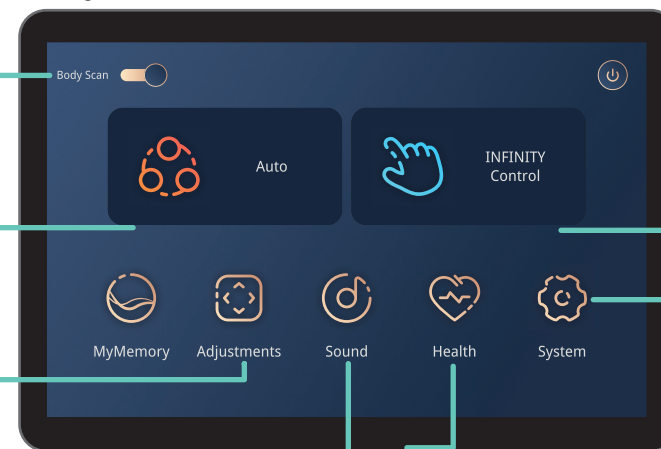 Body Scan
Auto
INFINITY
Control
MyMemory
Adjustments
Sound
Health
System